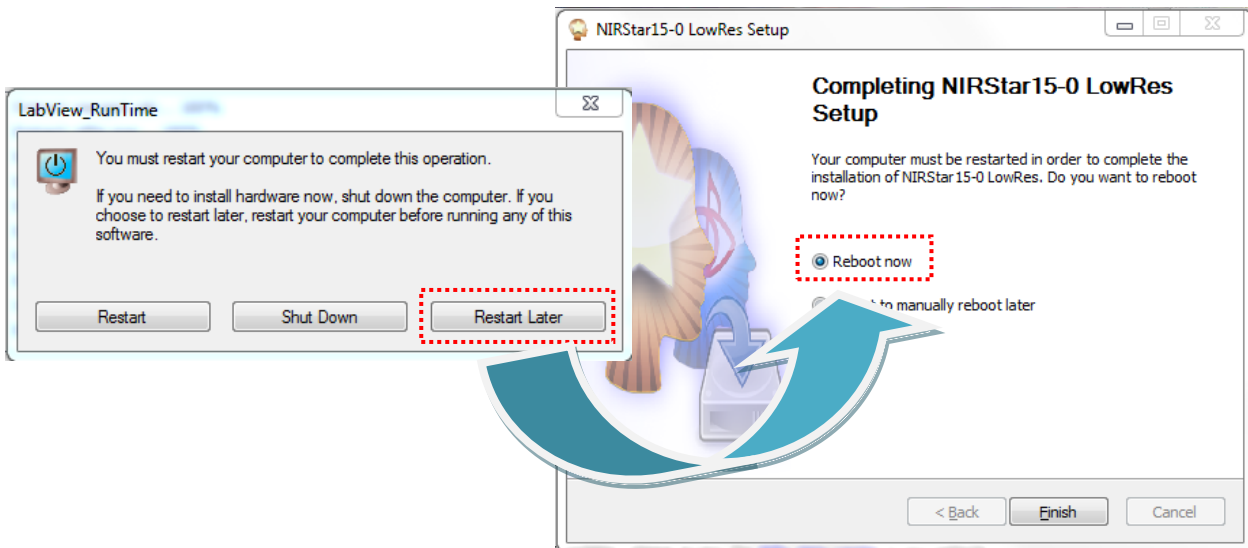 LabView_RunTime
You must restart your computer to complete this operation.
If you need to install hardware now, shut down the computer. If you
choose to restart later, restart your computer before running any of this
software.
Restart
Shut Down
Restart Later
NIRStar15-0 LowRes Setup
Completing NIRStar15-0 LowRes
Setup
Your computer must be restarted in order to complete the
installation of NIRStar15-0 LowRes. Do you want to reboot
now?
Reboot now
to manually reboot later
< Back
Finish
Cancel